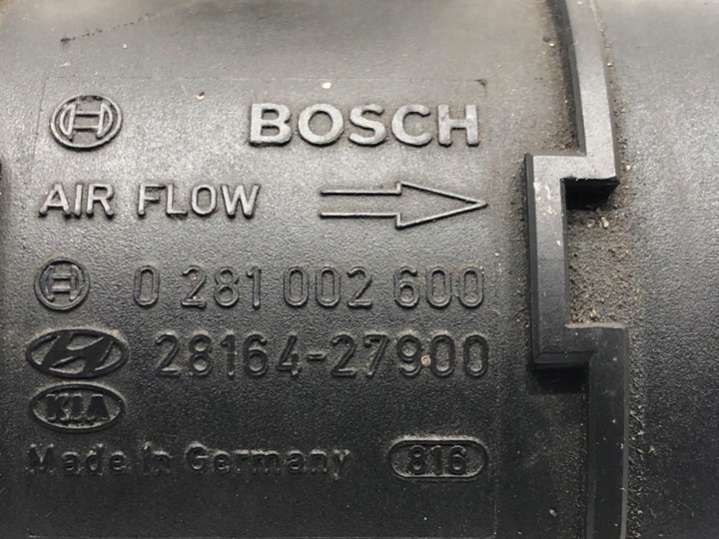 BOSCH
AIR FLOW
0 281 002 600
28164-27900
KIA
Made in Germany 816